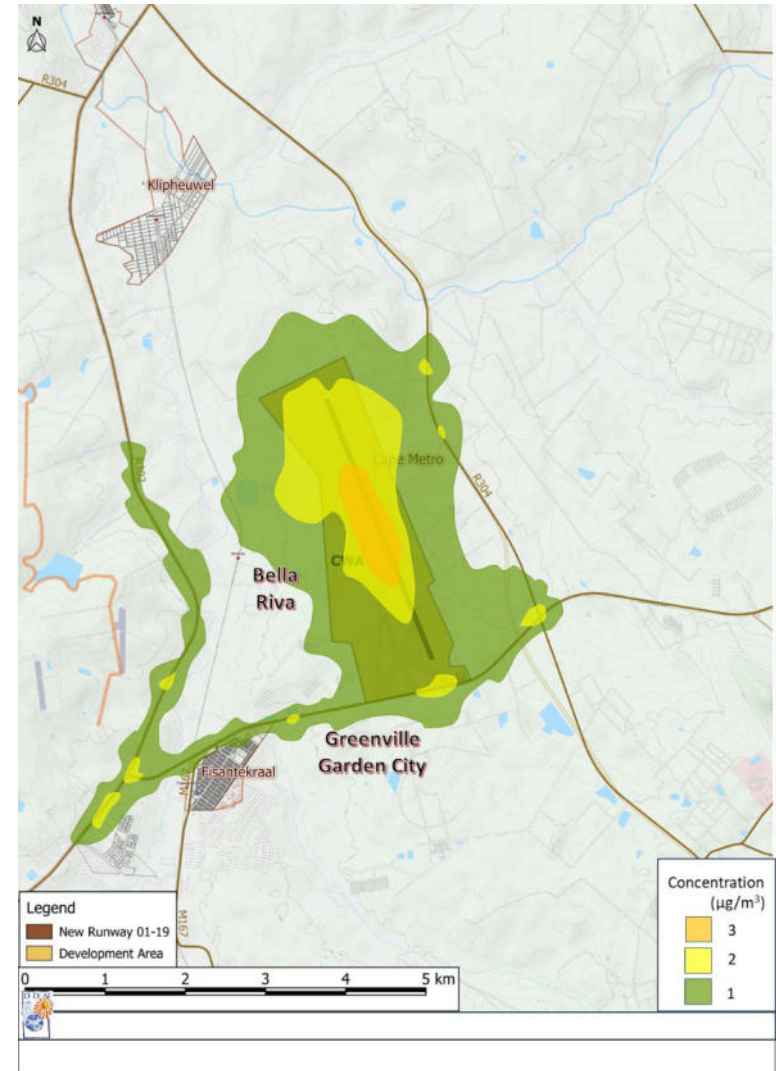 N
R304
Klipheuwel
Cape Metro
R302
R304
CWA
Bella
Riva
Greenville
Garden City
Fisantekraal
M167
Legend
New Runway 01-19
Development Area
0 1 2 3 4 5 km
Concentration
(µg/m³)
3
2
1